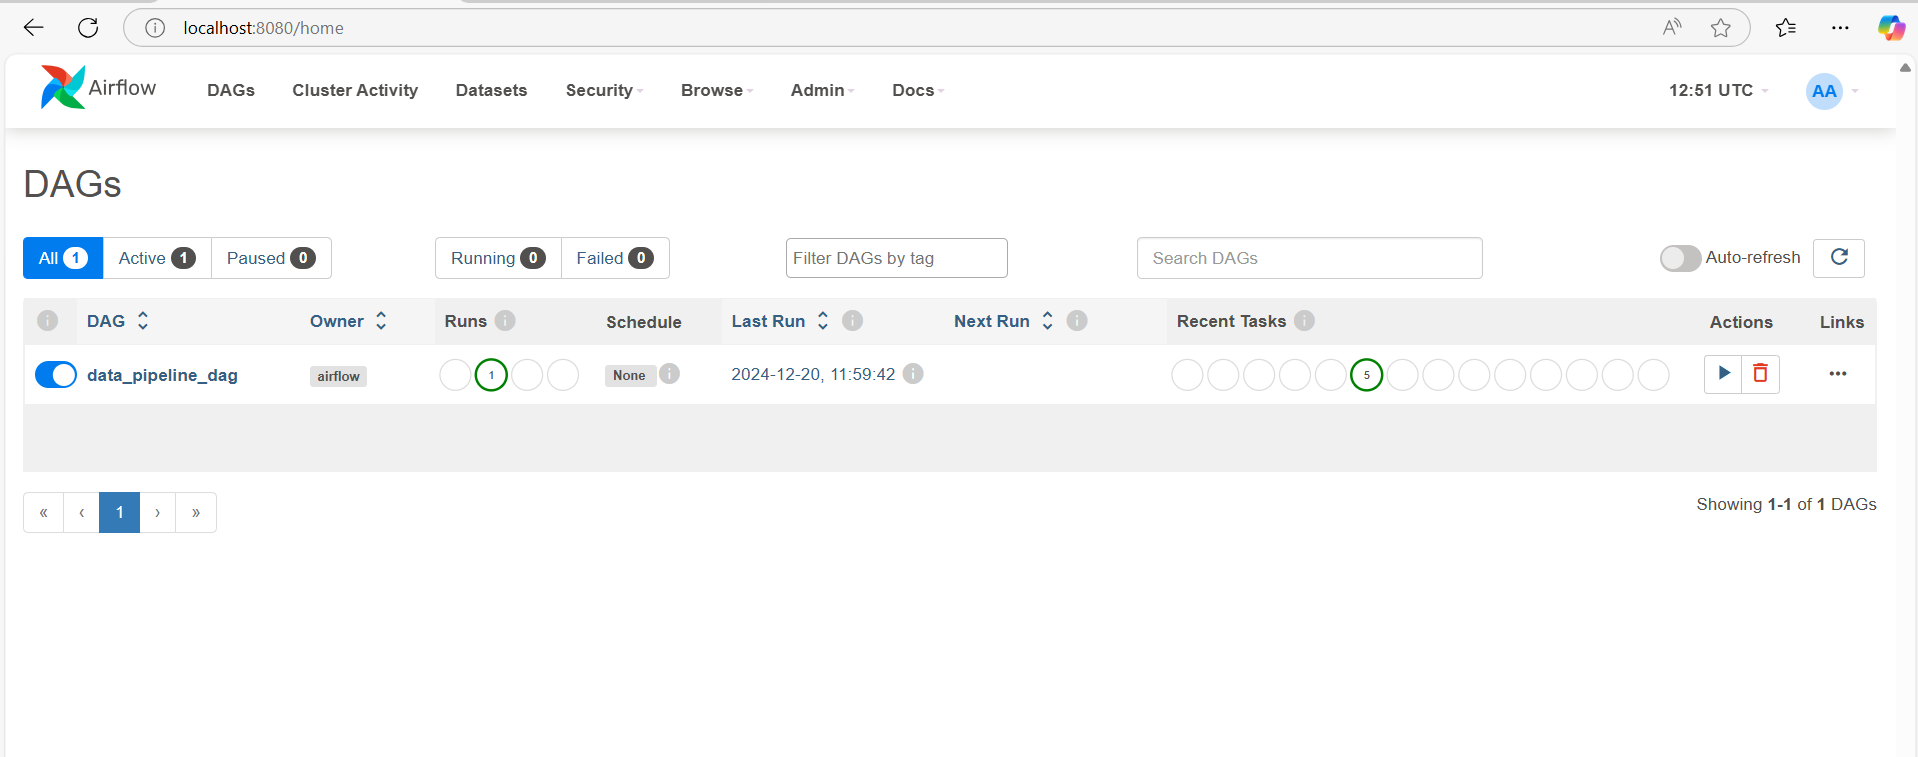 localhost:8080/home
Airflow DAGs Cluster Activity Datasets Security Browse Admin Docs 12:51 UTC AA
DAGs
All 1 Active 1 Paused 0 Running 0 Failed 0 Filter DAGs by tag Search DAGs Auto-refresh
DAG Owner Runs Schedule Last Run Next Run Recent Tasks Actions Links
data_pipeline_dag airflow 1 None 2024-12-20, 11:59:42 5
« ‹ 1 › » Showing 1-1 of 1 DAGs